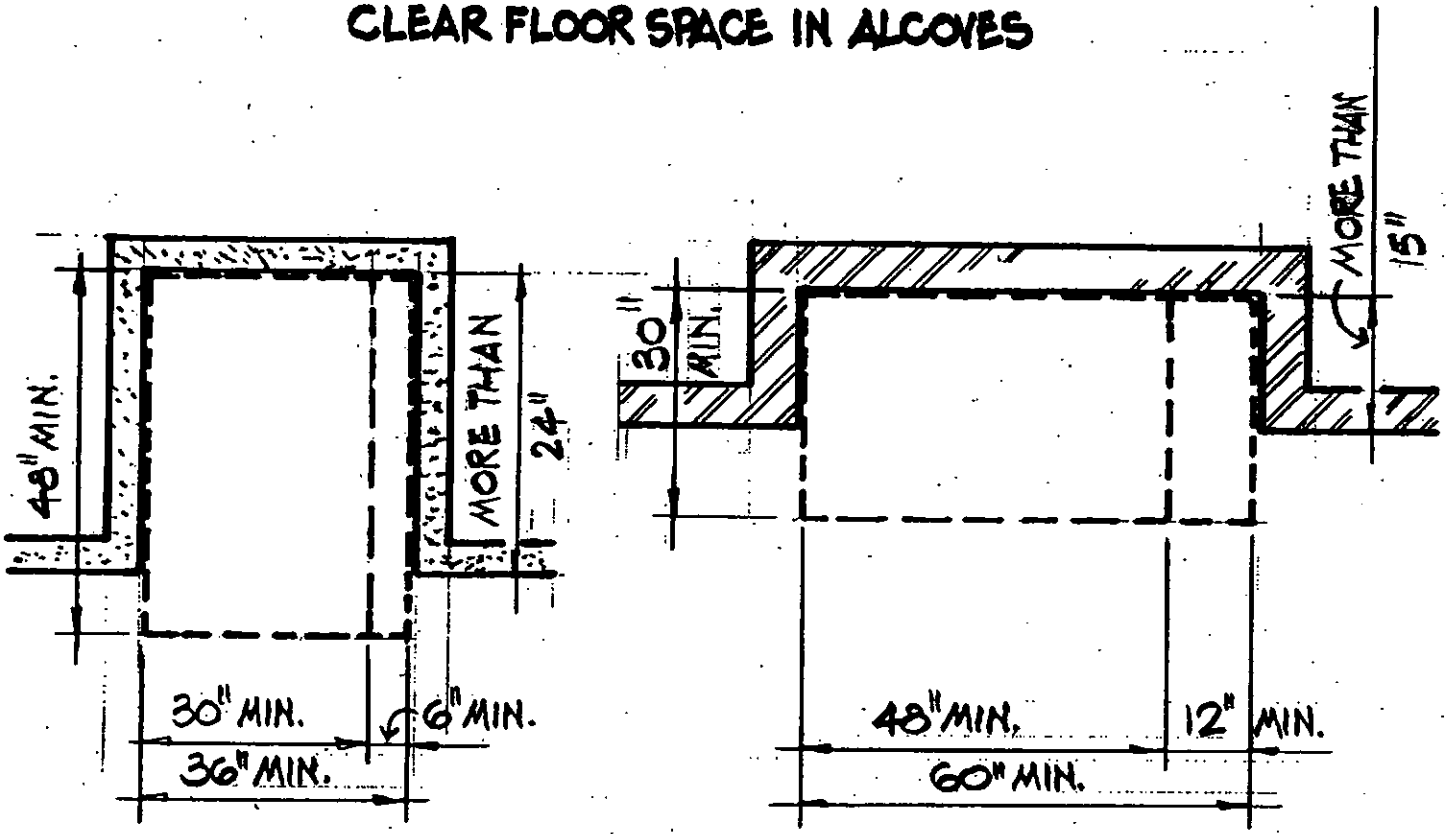 CLEAR FLOOR SPACE IN ALCOVES
48" MIN.
MORE THAN
24"
30" MIN.
6" MIN.
36" MIN.
30"
MIN.
MORE THAN
15"
48" MIN.
12" MIN.
60" MIN.